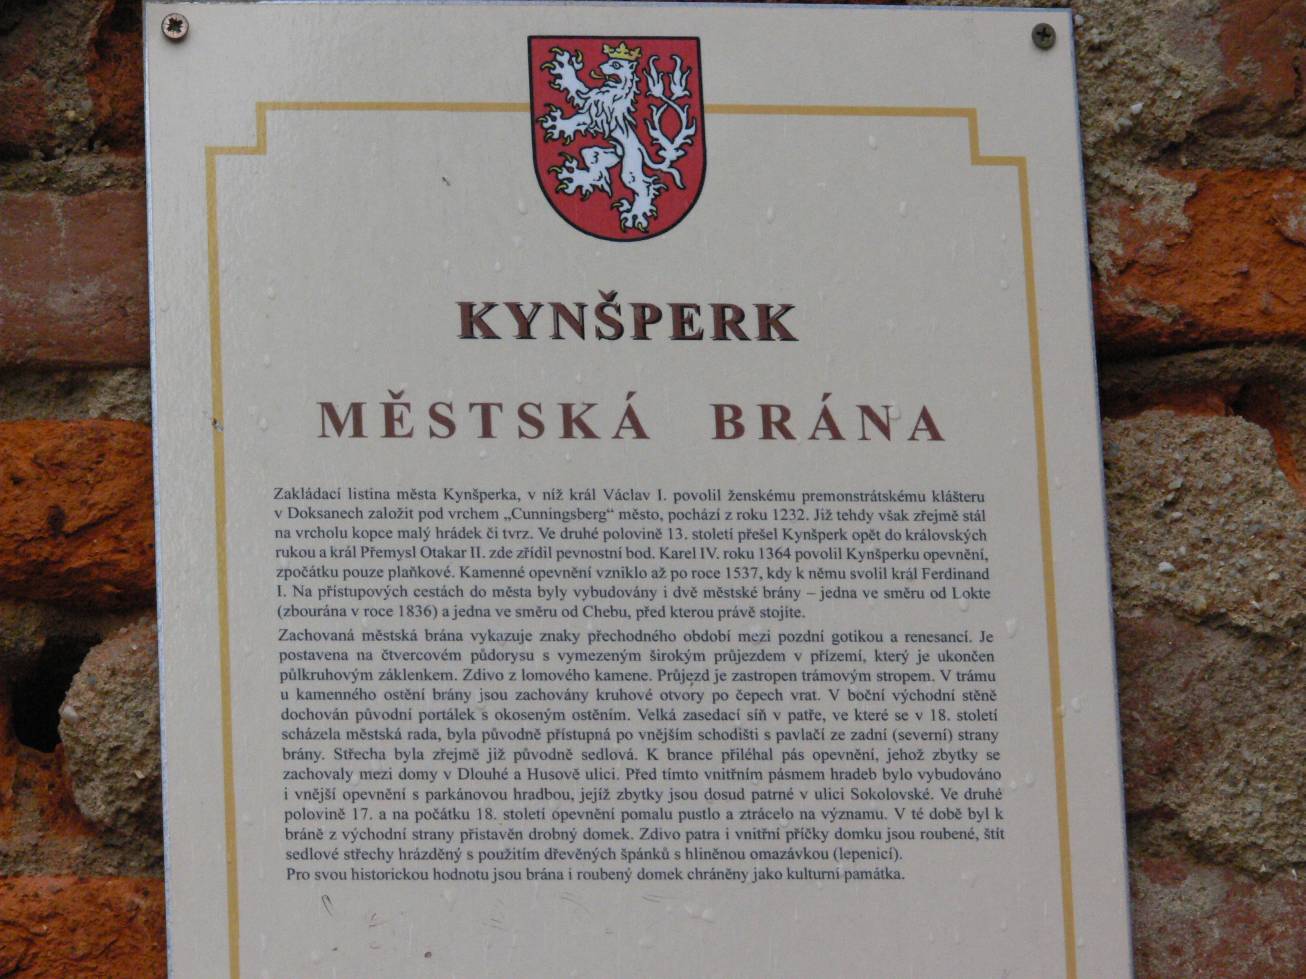 KYNŠPERK
MĚSTSKÁ BRÁNA
Zakládací listina města Kynšperka, v níž král Václav I. povolil ženskému premonstrátskému klášteru
v Doksanech založit pod vrchem „Cunningsberg“ město, pochází z roku 1232. Již tehdy však zřejmě stál
na vrcholu kopce malý hrádek či tvrz. Ve druhé polovině 13. století přešel Kynšperk opět do královských
rukou a král Přemysl Otakar II. zde zřídil pevnostní bod. Karel IV. roku 1364 povolil Kynšperku opevnění,
zpočátku pouze plaňkové. Kamenné opevnění vzniklo až po roce 1537, kdy k němu svolil král Ferdinand
I. Na přístupových cestách do města byly vybudovány i dvě městské brány – jedna ve směru od Lokte
(zbourána v roce 1836) a jedna ve směru od Chebu, před kterou právě stojíte.
Zachovaná městská brána vykazuje znaky přechodného období mezi pozdní gotikou a renesancí. Je
postavena na čtvercovém půdorysu s vymezeným širokým průjezdem v přízemí, který je ukončen
půlkruhovým záklenkem. Zdivo z lomového kamene. Průjezd je zastropen trámovým stropem. V trámu
u kamenného ostění brány jsou zachovány kruhové otvory po čepech vrat. V boční východní stěně
dochován původní portálek s okoseným ostěním. Velká zasedací síň v patře, ve které se v 18. století
scházela městská rada, byla původně přístupná po vnějším schodišti s pavlačí ze zadní (severní) strany
brány. Střecha byla zřejmě již původně sedlová. K brance přiléhal pás opevnění, jehož zbytky se
zachovaly mezi domy v Dlouhé a Husově ulici. Před tímto vnitřním pásmem hradeb bylo vybudováno
i vnější opevnění s parkánovou hradbou, jejíž zbytky jsou dosud patrné v ulici Sokolovské. Ve druhé
polovině 17. a na počátku 18. století opevnění pomalu pustlo a ztrácelo na významu. V té době byl k
bráně z východní strany přistavěn drobný domek. Zdivo patra i vnitřní příčky domku jsou roubené, štít
sedlové střechy hrázděný s použitím dřevěných špánků s hliněnou omazávkou (lepenicí).
Pro svou historickou hodnotu jsou brána i roubený domek chráněny jako kulturní památka.